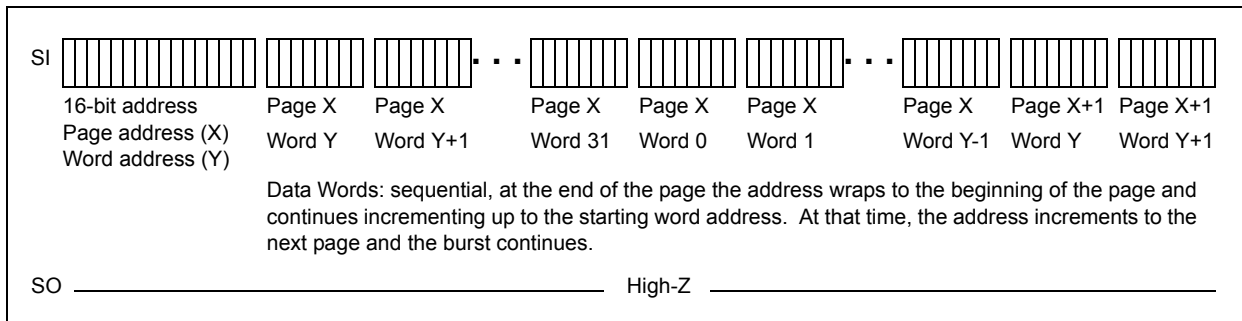 SI
. . .
. . .
16-bit address
Page address (X)
Word address (Y)
Page X
Word Y
Page X
Word Y+1
Page X
Word 31
Page X
Word 0
Page X
Word 1
Page X
Word Y-1
Page X+1
Word Y
Page X+1
Word Y+1
Data Words: sequential, at the end of the page the address wraps to the beginning of the page and
continues incrementing up to the starting word address. At that time, the address increments to the
next page and the burst continues.
SO
High-Z